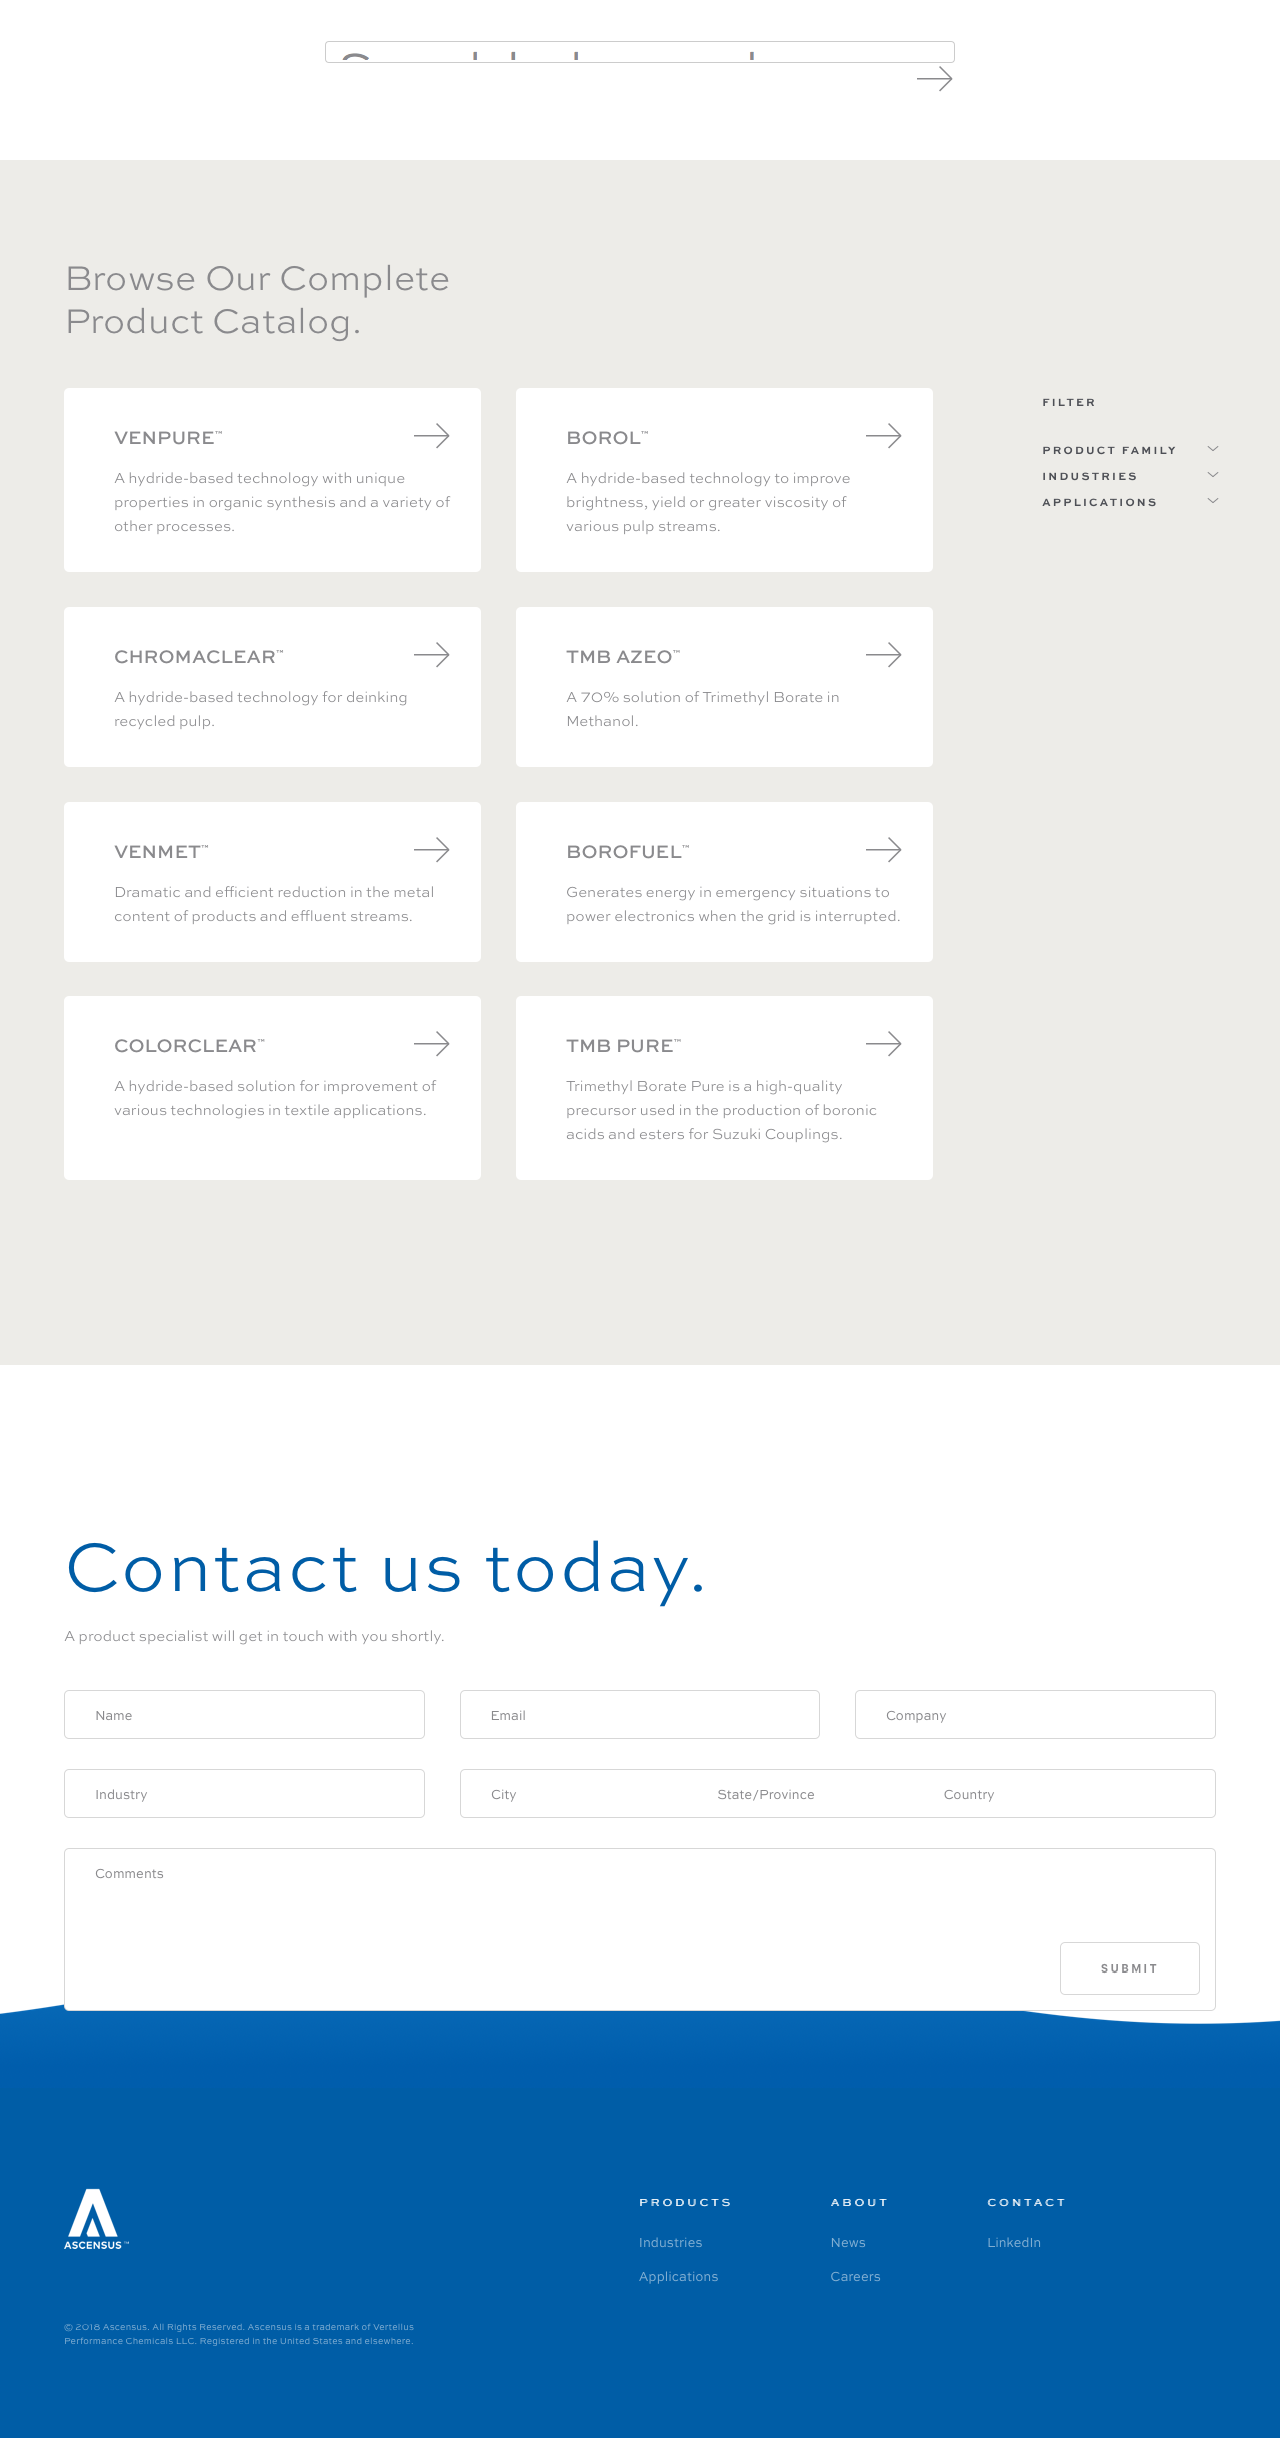 Browse Our Complete
Product Catalog.
VENPURE™
A hydride-based technology with unique
properties in organic synthesis and a variety of
other processes.
BOROL™
A hydride-based technology to improve
brightness, yield or greater viscosity of
various pulp streams.
FILTER
PRODUCT FAMILY
INDUSTRIES
APPLICATIONS
CHROMACLEAR™
A hydride-based technology for deinking
recycled pulp.
TMB AZEO™
A 70% solution of Trimethyl Borate in
Methanol.
VENMET™
Dramatic and efficient reduction in the metal
content of products and effluent streams.
BOROFUEL™
Generates energy in emergency situations to
power electronics when the grid is interrupted.
COLORCLEAR™
A hydride-based solution for improvement of
various technologies in textile applications.
TMB PURE™
Trimethyl Borate Pure is a high-quality
precursor used in the production of boronic
acids and esters for Suzuki Couplings.
Contact us today.
A product specialist will get in touch with you shortly.
Name
Email
Company
Industry
City
State/Province
Country
Comments
SUBMIT
ASCENSUS™
PRODUCTS
Industries
Applications
ABOUT
News
Careers
CONTACT
LinkedIn
© 2018 Ascensus. All Rights Reserved. Ascensus is a trademark of Vertellus
Performance Chemicals LLC. Registered in the United States and elsewhere.